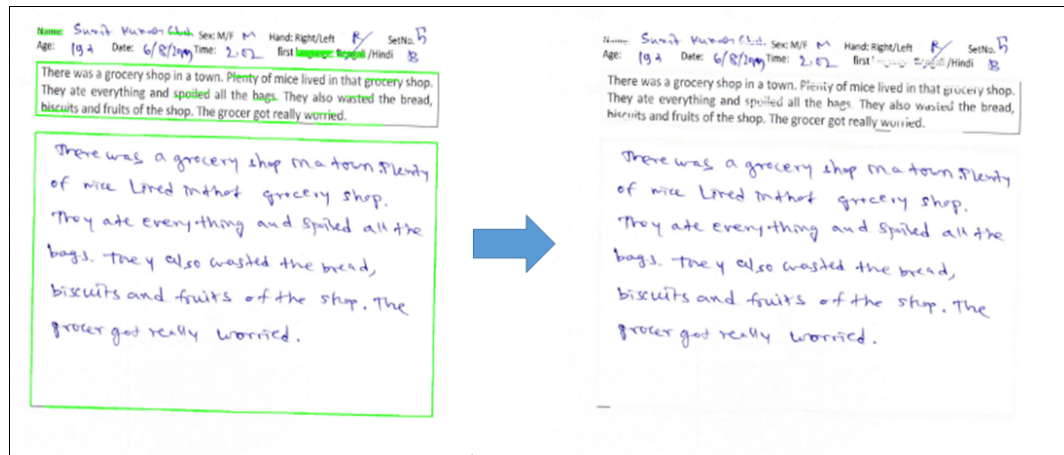 Name: Sumit Kumar Sex: M/F M Hand: Right/Left R SetNo. 5
Age: 19 Date: 6/8/2009 Time: 2.02 first language Bengali /Hindi B
There was a grocery shop in a town. Plenty of mice lived in that grocery shop.
They ate everything and spoiled all the bags. They also wasted the bread,
biscuits and fruits of the shop. The grocer got really worried.
There was a grocery shop in a town. Plenty
of mice lived in that grocery shop.
They ate everything and spoiled all the
bags. They also wasted the bread,
biscuits and fruits of the shop. The
grocer got really worried.
Sumit Kumar Sex: M/F M Hand: Right/Left R SetNo. 5
Age: 19 Date: 6/8/2009 Time: 2.02 first /Hindi B
There was a grocery shop in a town. Plenty of mice lived in that grocery shop.
They ate everything and spoiled all the bags. They also wasted the bread,
biscuits and fruits of the shop. The grocer got really worried.
There was a grocery shop in a town. Plenty
of mice lived in that grocery shop.
They ate everything and spoiled all the
bags. They also wasted the bread,
biscuits and fruits of the shop. The
grocer got really worried.